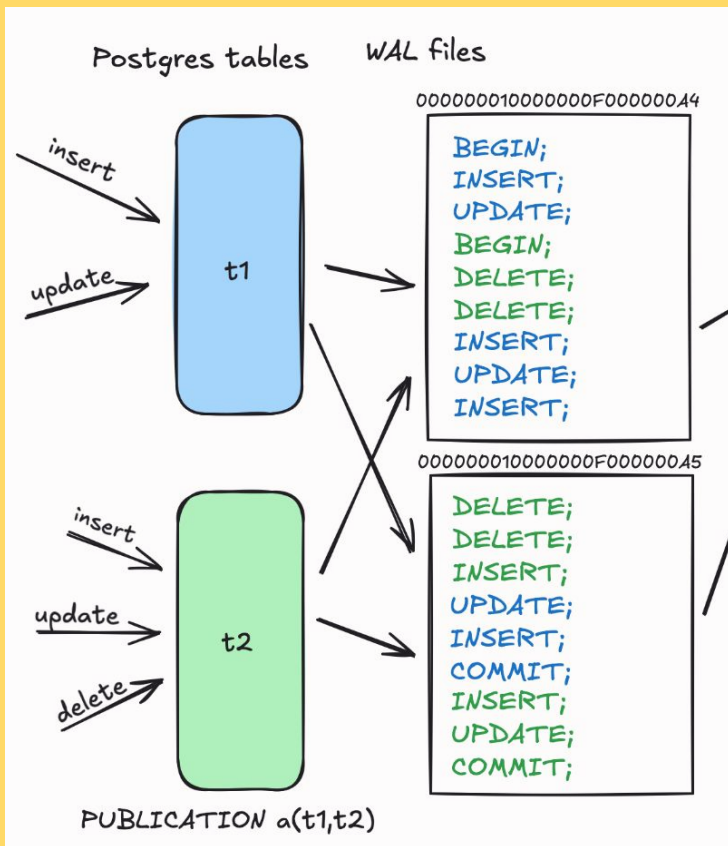 Postgres tables
WAL files
insert
update
t1
000000010000000F000000A4
BEGIN;
INSERT;
UPDATE;
BEGIN;
DELETE;
DELETE;
INSERT;
UPDATE;
INSERT;
insert
update
delete
t2
000000010000000F000000A5
DELETE;
DELETE;
INSERT;
UPDATE;
INSERT;
COMMIT;
INSERT;
UPDATE;
COMMIT;
PUBLICATION a(t1,t2)